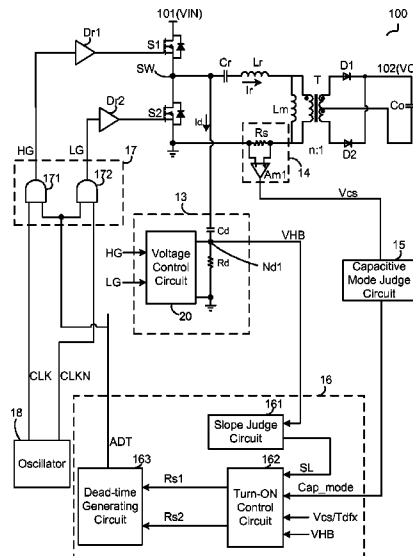 101(VIN)
100
Dr1
S1
Cr
Lr
D1
SW
Ir
T
102(VO
Dr2
S2
Id
Lm
Co
Rs
n:1
D2
HG
LG
17
14
Am1
171
172
13
Vcs
Cd
VHB
HG
LG
Voltage
Control
Circuit
Rd
Nd1
20
15
Capacitive
Mode Judge
Circuit
CLK
CLKN
16
161
Slope Judge
Circuit
18
Oscillator
ADT
163
162
SL
Cap_mode
Dead-time
Generating
Circuit
Rs1
Rs2
Turn-ON
Control
Circuit
Vcs/Tdfx
VHB